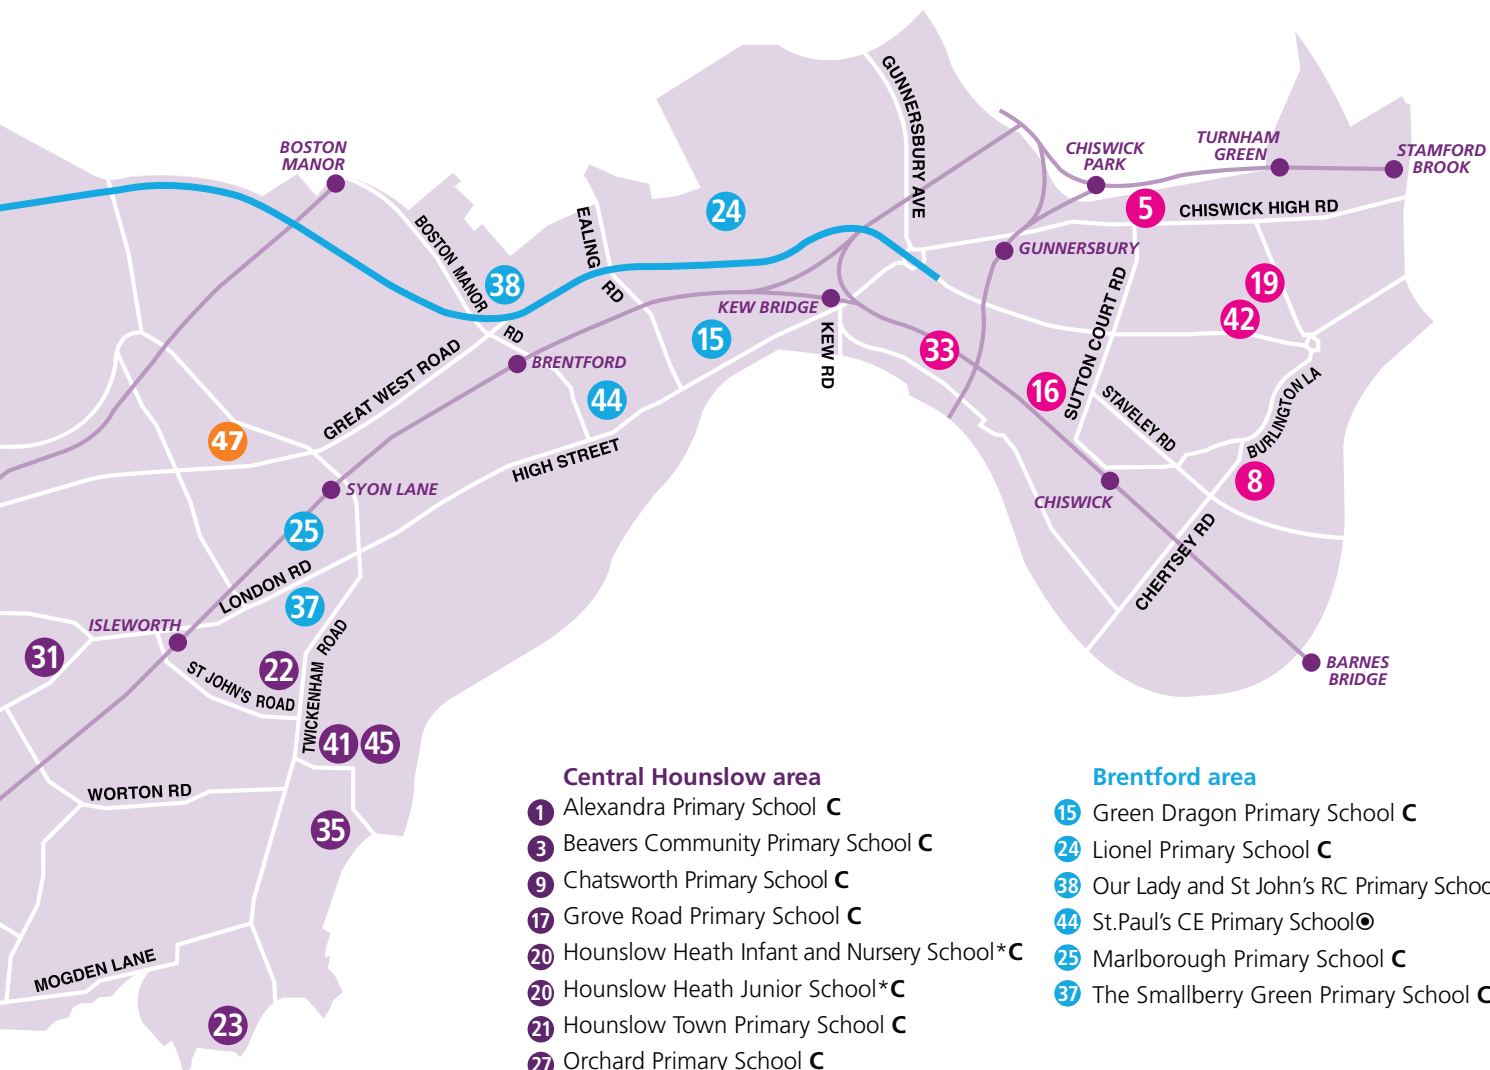 BOSTON
MANOR
GUNNERSBURY AVE
CHISWICK
PARK
TURNHAM
GREEN
STAMFORD
BROOK
5
CHISWICK HIGH RD
24
EALING RD
BOSTON MANOR RD
38
GUNNERSBURY
19
KEW BRIDGE
42
15
KEW RD
33
SUTTON COURT RD
BRENTFORD
GREAT WEST ROAD
16
44
STAVELEY RD
BURLINGTON LA
47
HIGH STREET
SYON LANE
CHISWICK
8
25
CHERTSEY RD
LONDON RD
37
ISLEWORTH
31
22
ST JOHN'S ROAD
TWICKENHAM ROAD
BARNES
BRIDGE
41
45
WORTON RD
35
MOGDEN LANE
23
Central Hounslow area
1 Alexandra Primary School C
3 Beavers Community Primary School C
9 Chatsworth Primary School C
17 Grove Road Primary School C
20 Hounslow Heath Infant and Nursery School*C
20 Hounslow Heath Junior School*C
21 Hounslow Town Primary School C
27 Orchard Primary School C
Brentford area
15 Green Dragon Primary School C
24 Lionel Primary School C
38 Our Lady and St John's RC Primary Schoo
44 St.Paul's CE Primary School⦿
25 Marlborough Primary School C
37 The Smallberry Green Primary School C